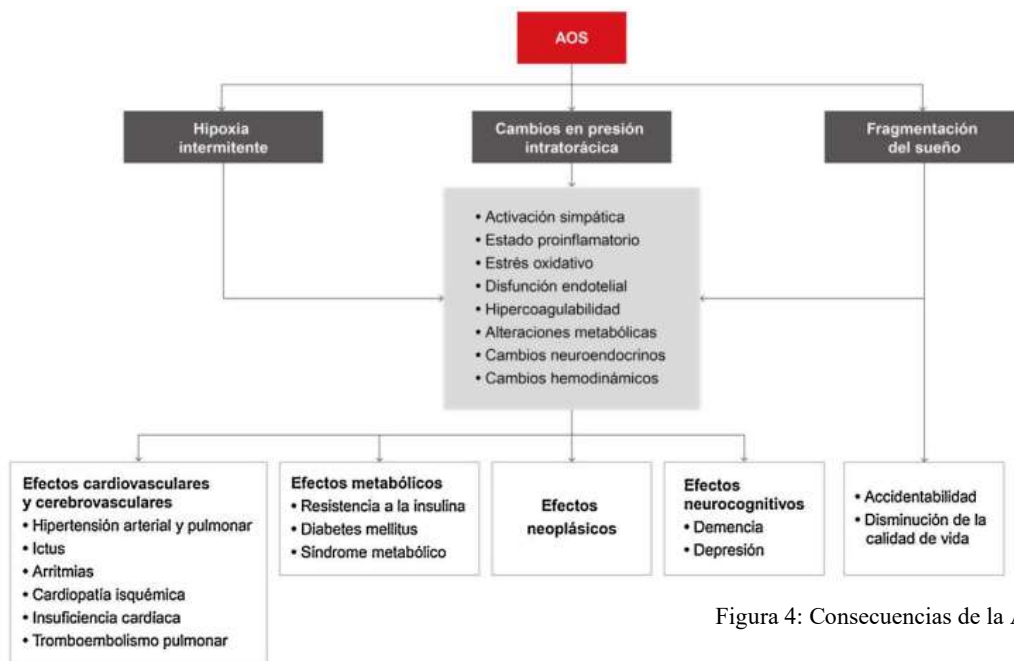 AOS
Hipoxia
intermitente
Cambios en presión
intratorácica
Fragmentación
del sueño
• Activación simpática
• Estado proinflamatorio
• Estrés oxidativo
• Disfunción endotelial
• Hipercoagulabilidad
• Alteraciones metabólicas
• Cambios neuroendocrinos
• Cambios hemodinámicos
Efectos cardiovasculares
y cerebrovasculares
• Hipertensión arterial y pulmonar
• Ictus
• Arritmias
• Cardiopatía isquémica
• Insuficiencia cardíaca
• Tromboembolismo pulmonar
Efectos metabólicos
• Resistencia a la insulina
• Diabetes mellitus
• Síndrome metabólico
Efectos
neoplásicos
Efectos
neurocognitivos
• Demencia
• Depresión
• Accidentabilidad
• Disminución de la
calidad de vida
Figura 4: Consecuencias de la